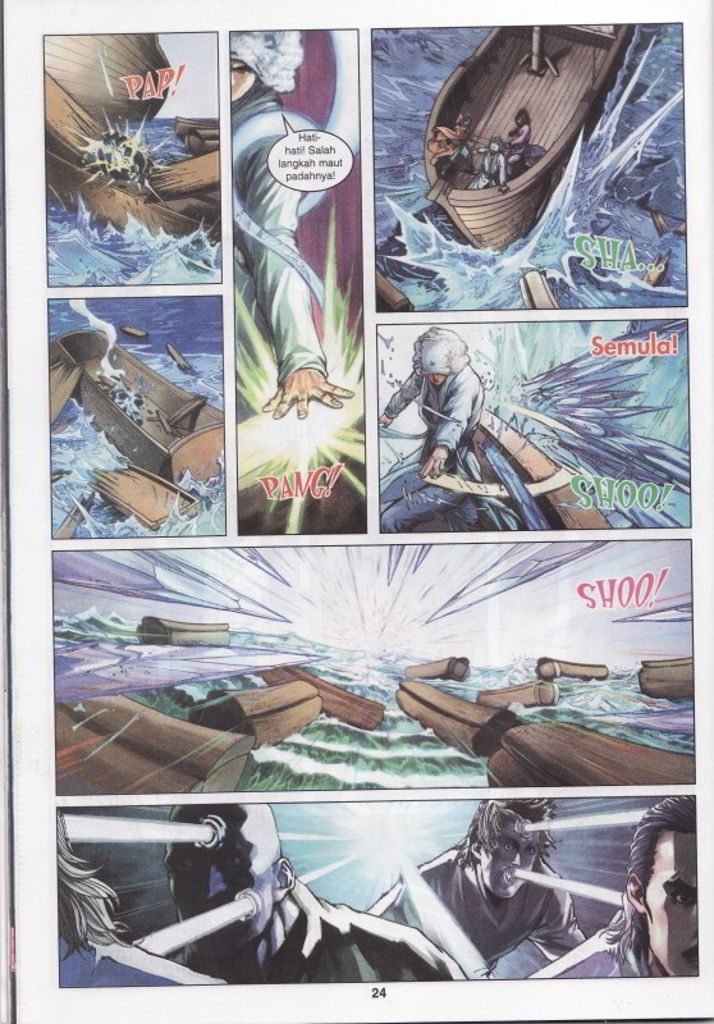 PAP!
Hati-
hati! Salah
langkah maut
padahnya!
PANG!
SHA...
Semula!
SHOO!
SHOO!
24